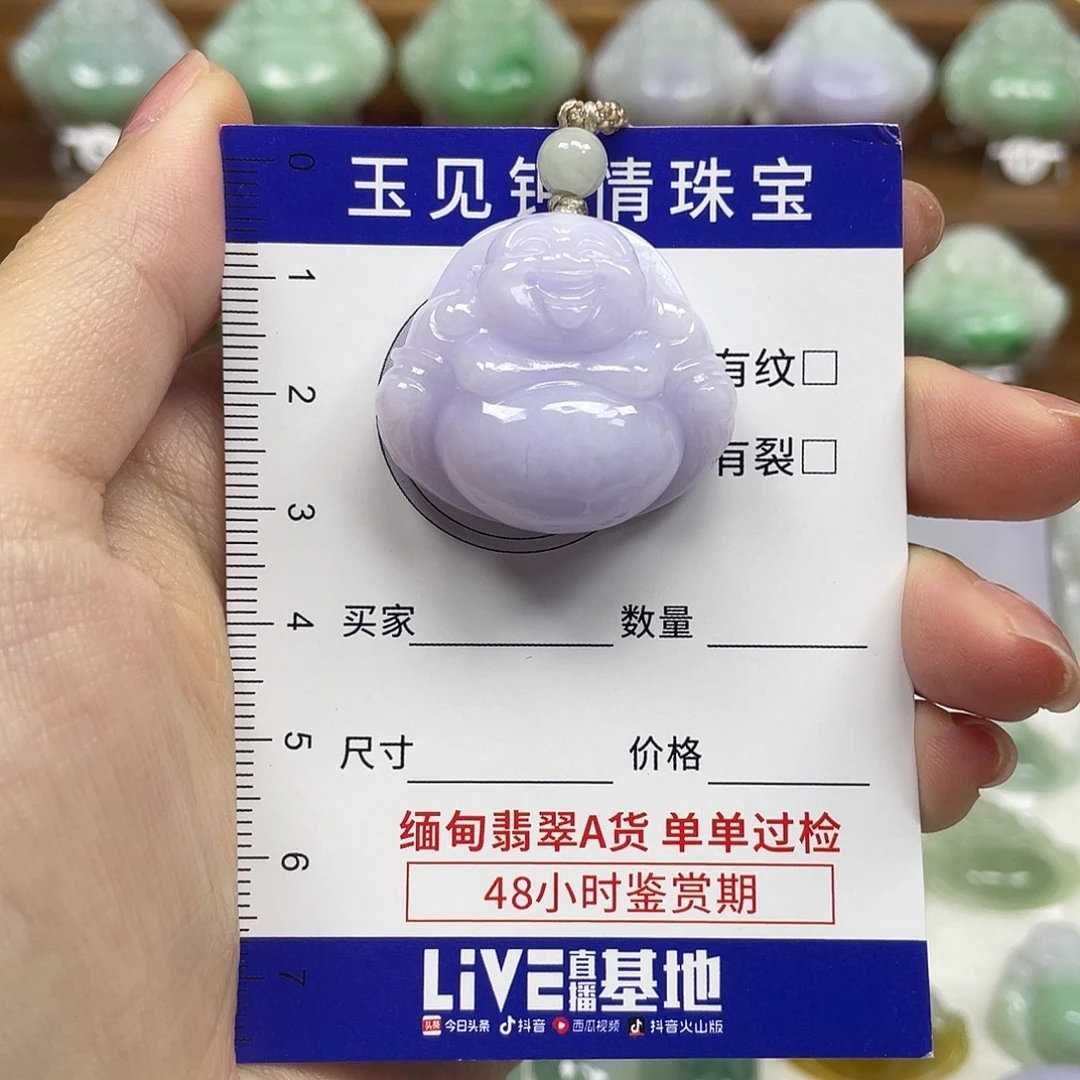 玉见钟情珠宝
0
1
2
3
4
5
6
7
有纹□
有裂□
买家 数量
尺寸 价格
缅甸翡翠A货 单单过检
48小时鉴赏期
LiVE直播基地
头条 今日头条 抖音 西瓜视频 抖音火山版